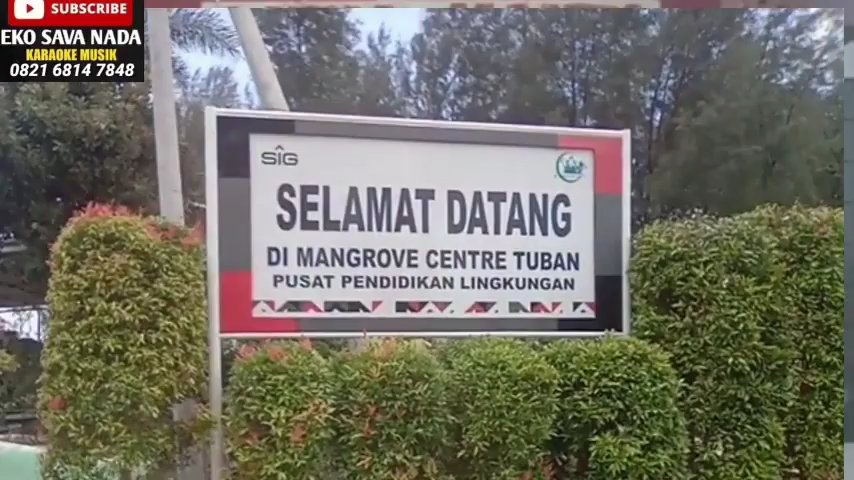 SUBSCRIBE
EKO SAVA NADA
KARAOKE MUSIK
0821 6814 7848
SIG
SELAMAT DATANG
DI MANGROVE CENTRE TUBAN
PUSAT PENDIDIKAN LINGKUNGAN